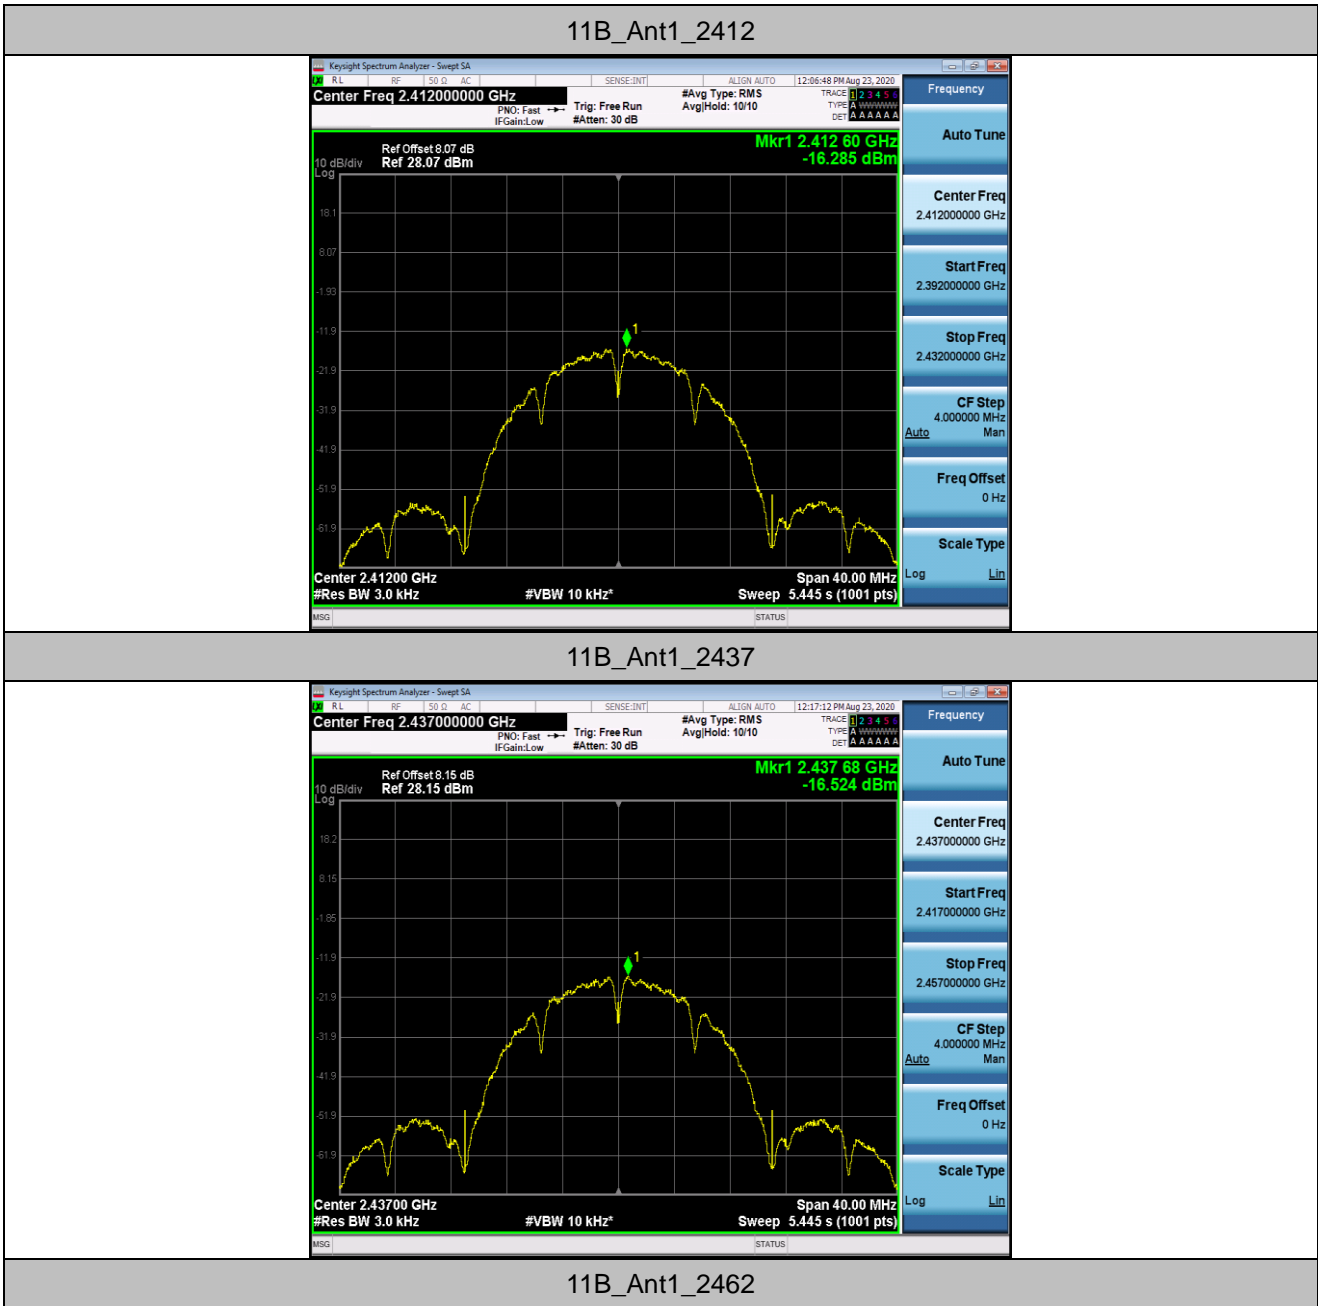 11B_Ant1_2412
Keysight Spectrum Analyzer - Swept SA
RL RF 50 Ω AC SENSE:INT ALIGN AUTO 12:06:48 PM Aug 23, 2020
Center Freq 2.412000000 GHz
PNO: Fast
IFGain:Low
Trig: Free Run
#Atten: 30 dB
#Avg Type: RMS
Avg|Hold: 10/10
TRACE 1 2 3 4 5 6
TYPE A WWWWW
DET A A A A A A
Mkr1 2.412 60 GHz
-16.285 dBm
Ref Offset 8.07 dB
10 dB/div Ref 28.07 dBm
Log
18.1
8.07
-1.93
-11.9
-21.9
-31.9
-41.9
-51.9
-61.9
1
Center 2.41200 GHz Span 40.00 MHz
#Res BW 3.0 kHz #VBW 10 kHz* Sweep 5.445 s (1001 pts)
MSG STATUS
Frequency
Auto Tune
Center Freq
2.412000000 GHz
Start Freq
2.392000000 GHz
Stop Freq
2.432000000 GHz
CF Step
4.000000 MHz
Auto Man
Freq Offset
0 Hz
Scale Type
Log Lin
11B_Ant1_2437
Keysight Spectrum Analyzer - Swept SA
RL RF 50 Ω AC SENSE:INT ALIGN AUTO 12:17:12 PM Aug 23, 2020
Center Freq 2.437000000 GHz
PNO: Fast
IFGain:Low
Trig: Free Run
#Atten: 30 dB
#Avg Type: RMS
Avg|Hold: 10/10
TRACE 1 2 3 4 5 6
TYPE A WWWWW
DET A A A A A A
Mkr1 2.437 68 GHz
-16.524 dBm
Ref Offset 8.15 dB
10 dB/div Ref 28.15 dBm
Log
18.2
8.15
-1.85
-11.9
-21.9
-31.9
-41.9
-51.9
-61.9
1
Center 2.43700 GHz Span 40.00 MHz
#Res BW 3.0 kHz #VBW 10 kHz* Sweep 5.445 s (1001 pts)
MSG STATUS
Frequency
Auto Tune
Center Freq
2.437000000 GHz
Start Freq
2.417000000 GHz
Stop Freq
2.457000000 GHz
CF Step
4.000000 MHz
Auto Man
Freq Offset
0 Hz
Scale Type
Log Lin
11B_Ant1_2462